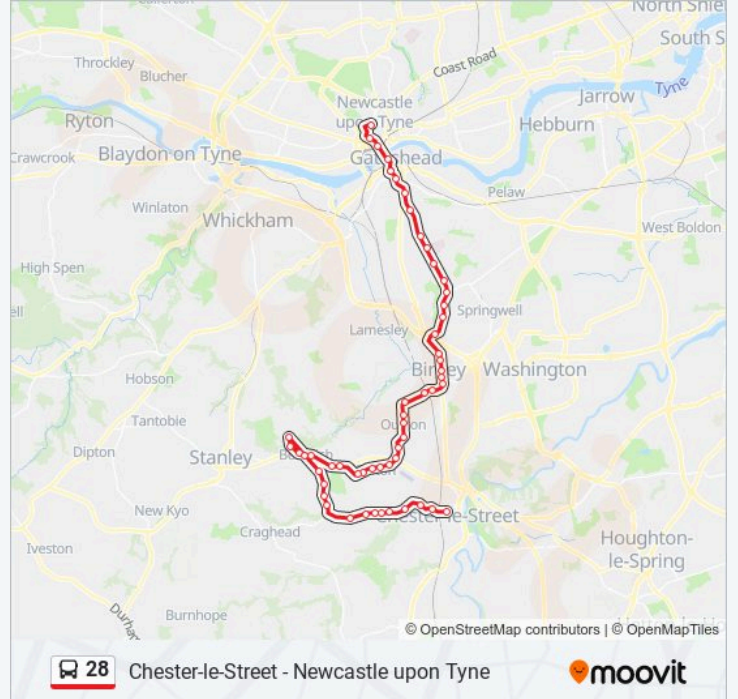 North Shie
South S
Throckley
Blucher
Coast Road
Tyne
Newcastle
upon Tyne
Jarrow
Ryton
Hebburn
Crawcrook
Blaydon on Tyne
Gateshead
Pelaw
Winlaton
Whickham
West Boldon
High Spen
ell
Springwell
Lamesley
Hobson
Birtley
Washington
Tantobie
Ouston
Dipton
Stanley
New Kyo
Chester-le-Street
Craghead
Houghton-
le-Spring
Iveston
Durha
Burnhope
© OpenStreetMap contributors | © OpenMapTiles
28 Chester-le-Street - Newcastle upon Tyne
moovit